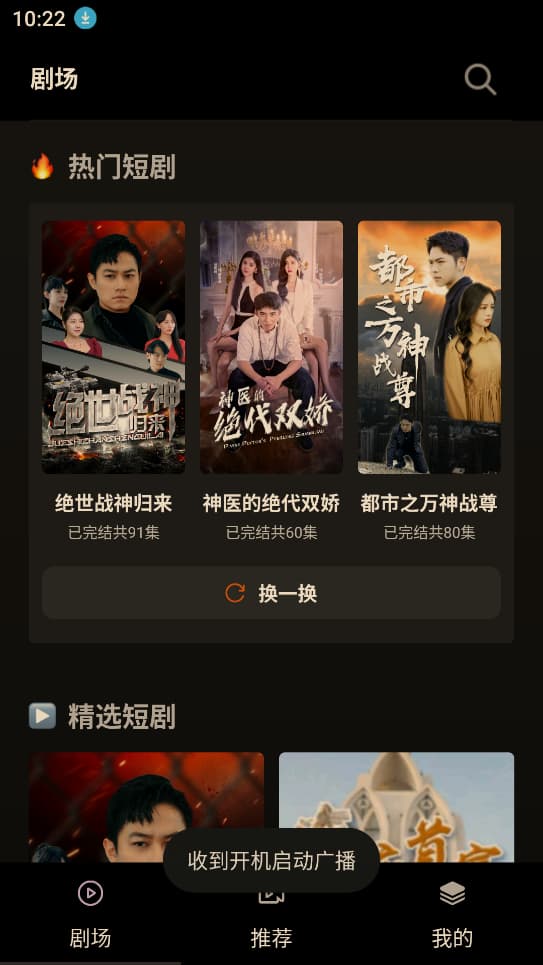 10:22
剧场
热门短剧
绝世战神
归来
JUESHIZHANSHENGUILAI
神医的
绝代双娇
都市之万神战尊
绝世战神归来
神医的绝代双娇
都市之万神战尊
已完结共91集
已完结共60集
已完结共80集
换一换
精选短剧
收到开机启动广播
剧场
推荐
我的